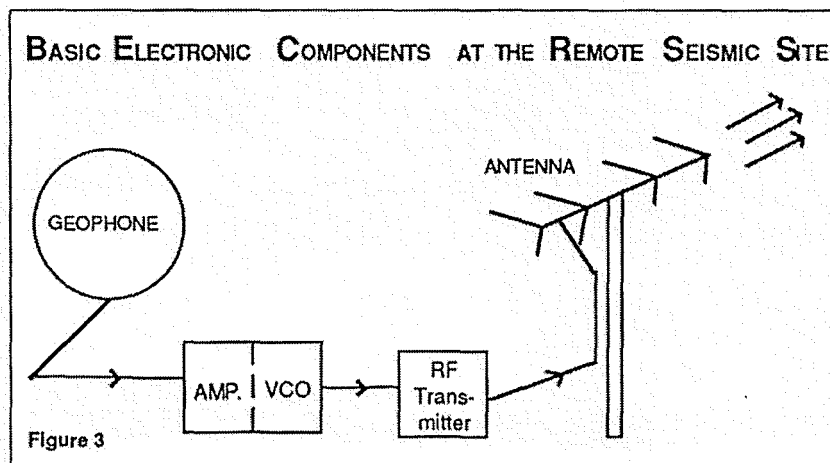 BASIC ELECTRONIC COMPONENTS AT THE REMOTE SEISMIC SITE
ANTENNA
GEOPHONE
AMP. VCO
RF
Trans-
mitter
Figure 3